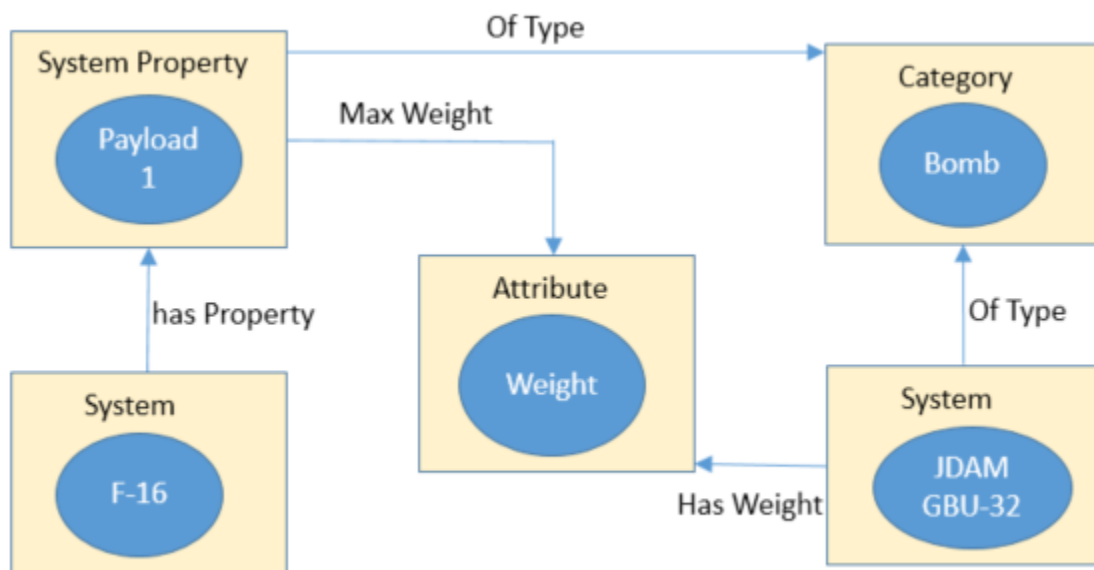 Of Type
System Property
Payload
1
Max Weight
Category
Bomb
has Property
Attribute
Weight
Of Type
System
F-16
System
JDAM
GBU-32
Has Weight